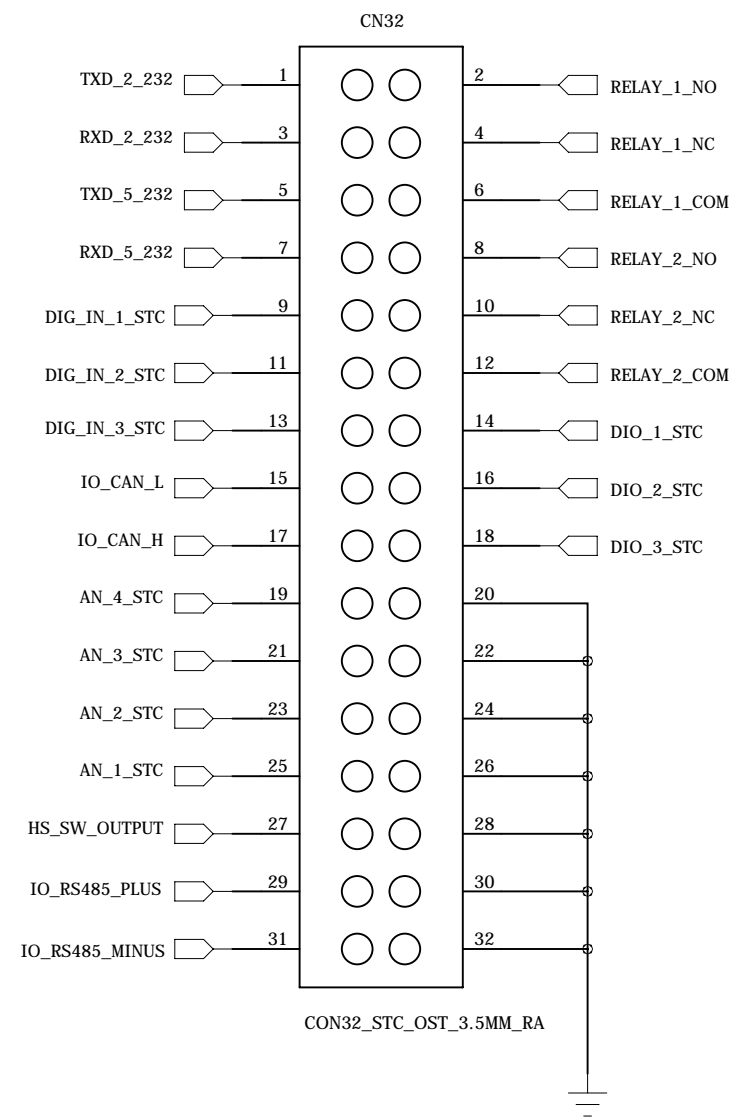 CN32
TXD_2_232 1 2 RELAY_1_NO
RXD_2_232 3 4 RELAY_1_NC
TXD_5_232 5 6 RELAY_1_COM
RXD_5_232 7 8 RELAY_2_NO
DIG_IN_1_STC 9 10 RELAY_2_NC
DIG_IN_2_STC 11 12 RELAY_2_COM
DIG_IN_3_STC 13 14 DIO_1_STC
IO_CAN_L 15 16 DIO_2_STC
IO_CAN_H 17 18 DIO_3_STC
AN_4_STC 19 20
AN_3_STC 21 22
AN_2_STC 23 24
AN_1_STC 25 26
HS_SW_OUTPUT 27 28
IO_RS485_PLUS 29 30
IO_RS485_MINUS 31 32
CON32_STC_OST_3.5MM_RA